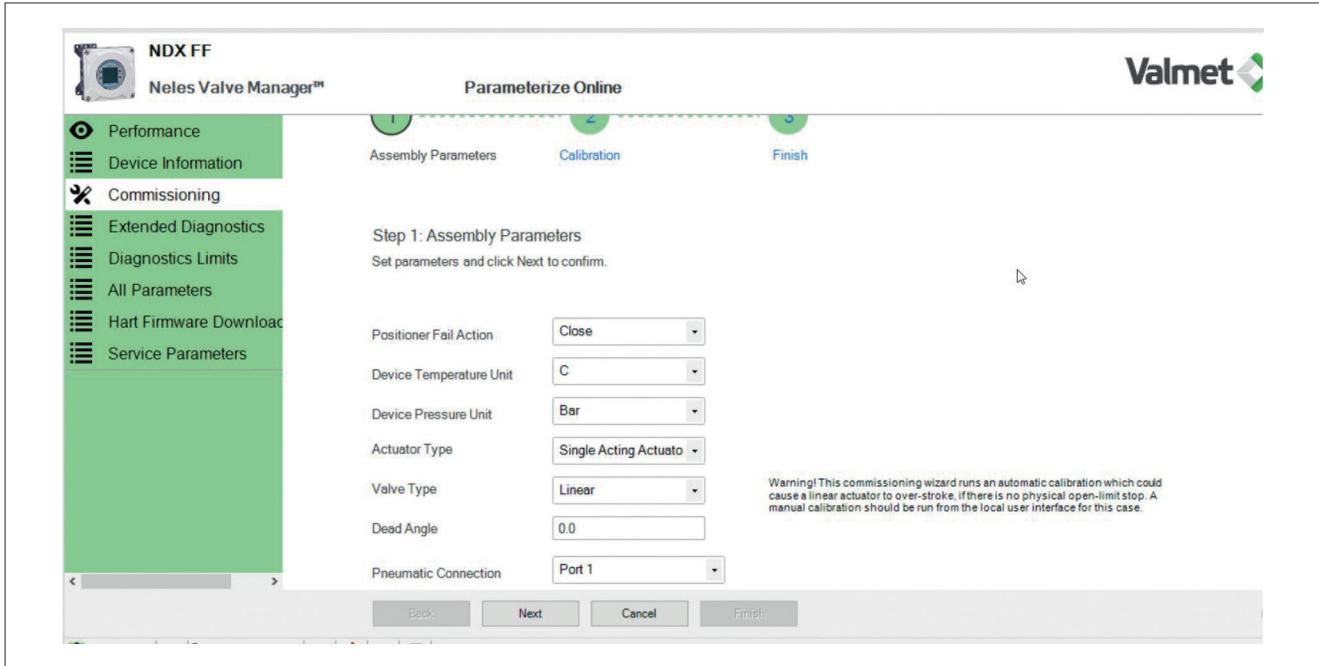 NDX FF
Neles Valve Manager™
Parameterize Online
Valmet
Performance
Device Information
Commissioning
Extended Diagnostics
Diagnostics Limits
All Parameters
Hart Firmware Downloac
Service Parameters
1
2
3
Assembly Parameters
Calibration
Finish
Step 1: Assembly Parameters
Set parameters and click Next to confirm.
Positioner Fail Action
Close
Device Temperature Unit
C
Device Pressure Unit
Bar
Actuator Type
Single Acting Actuato
Valve Type
Linear
Warning! This commissioning wizard runs an automatic calibration which could
cause a linear actuator to over-stroke, if there is no physical open-limit stop. A
manual calibration should be run from the local user interface for this case.
Dead Angle
0.0
Pneumatic Connection
Port 1
Back
Next
Cancel
Finish